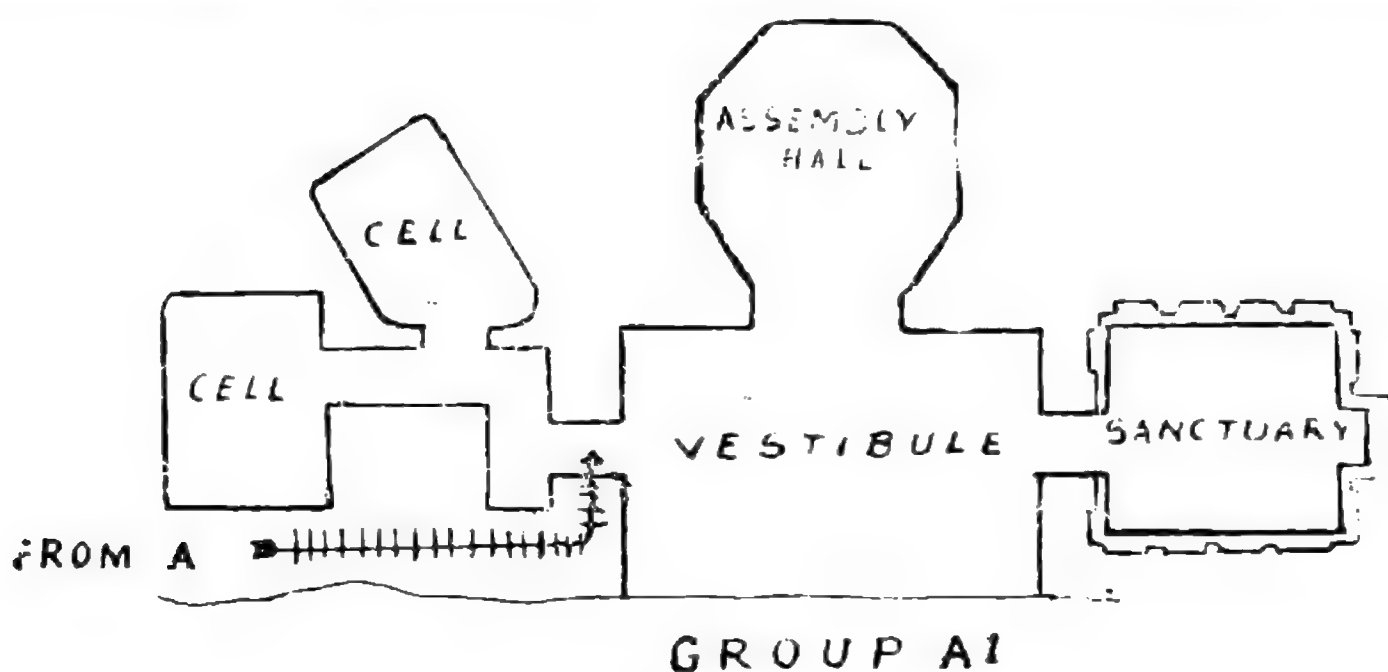 ASSEMBLY
HALL
CELL
CELL
VESTIBULE
SANCTUARY
FROM A
GROUP A1